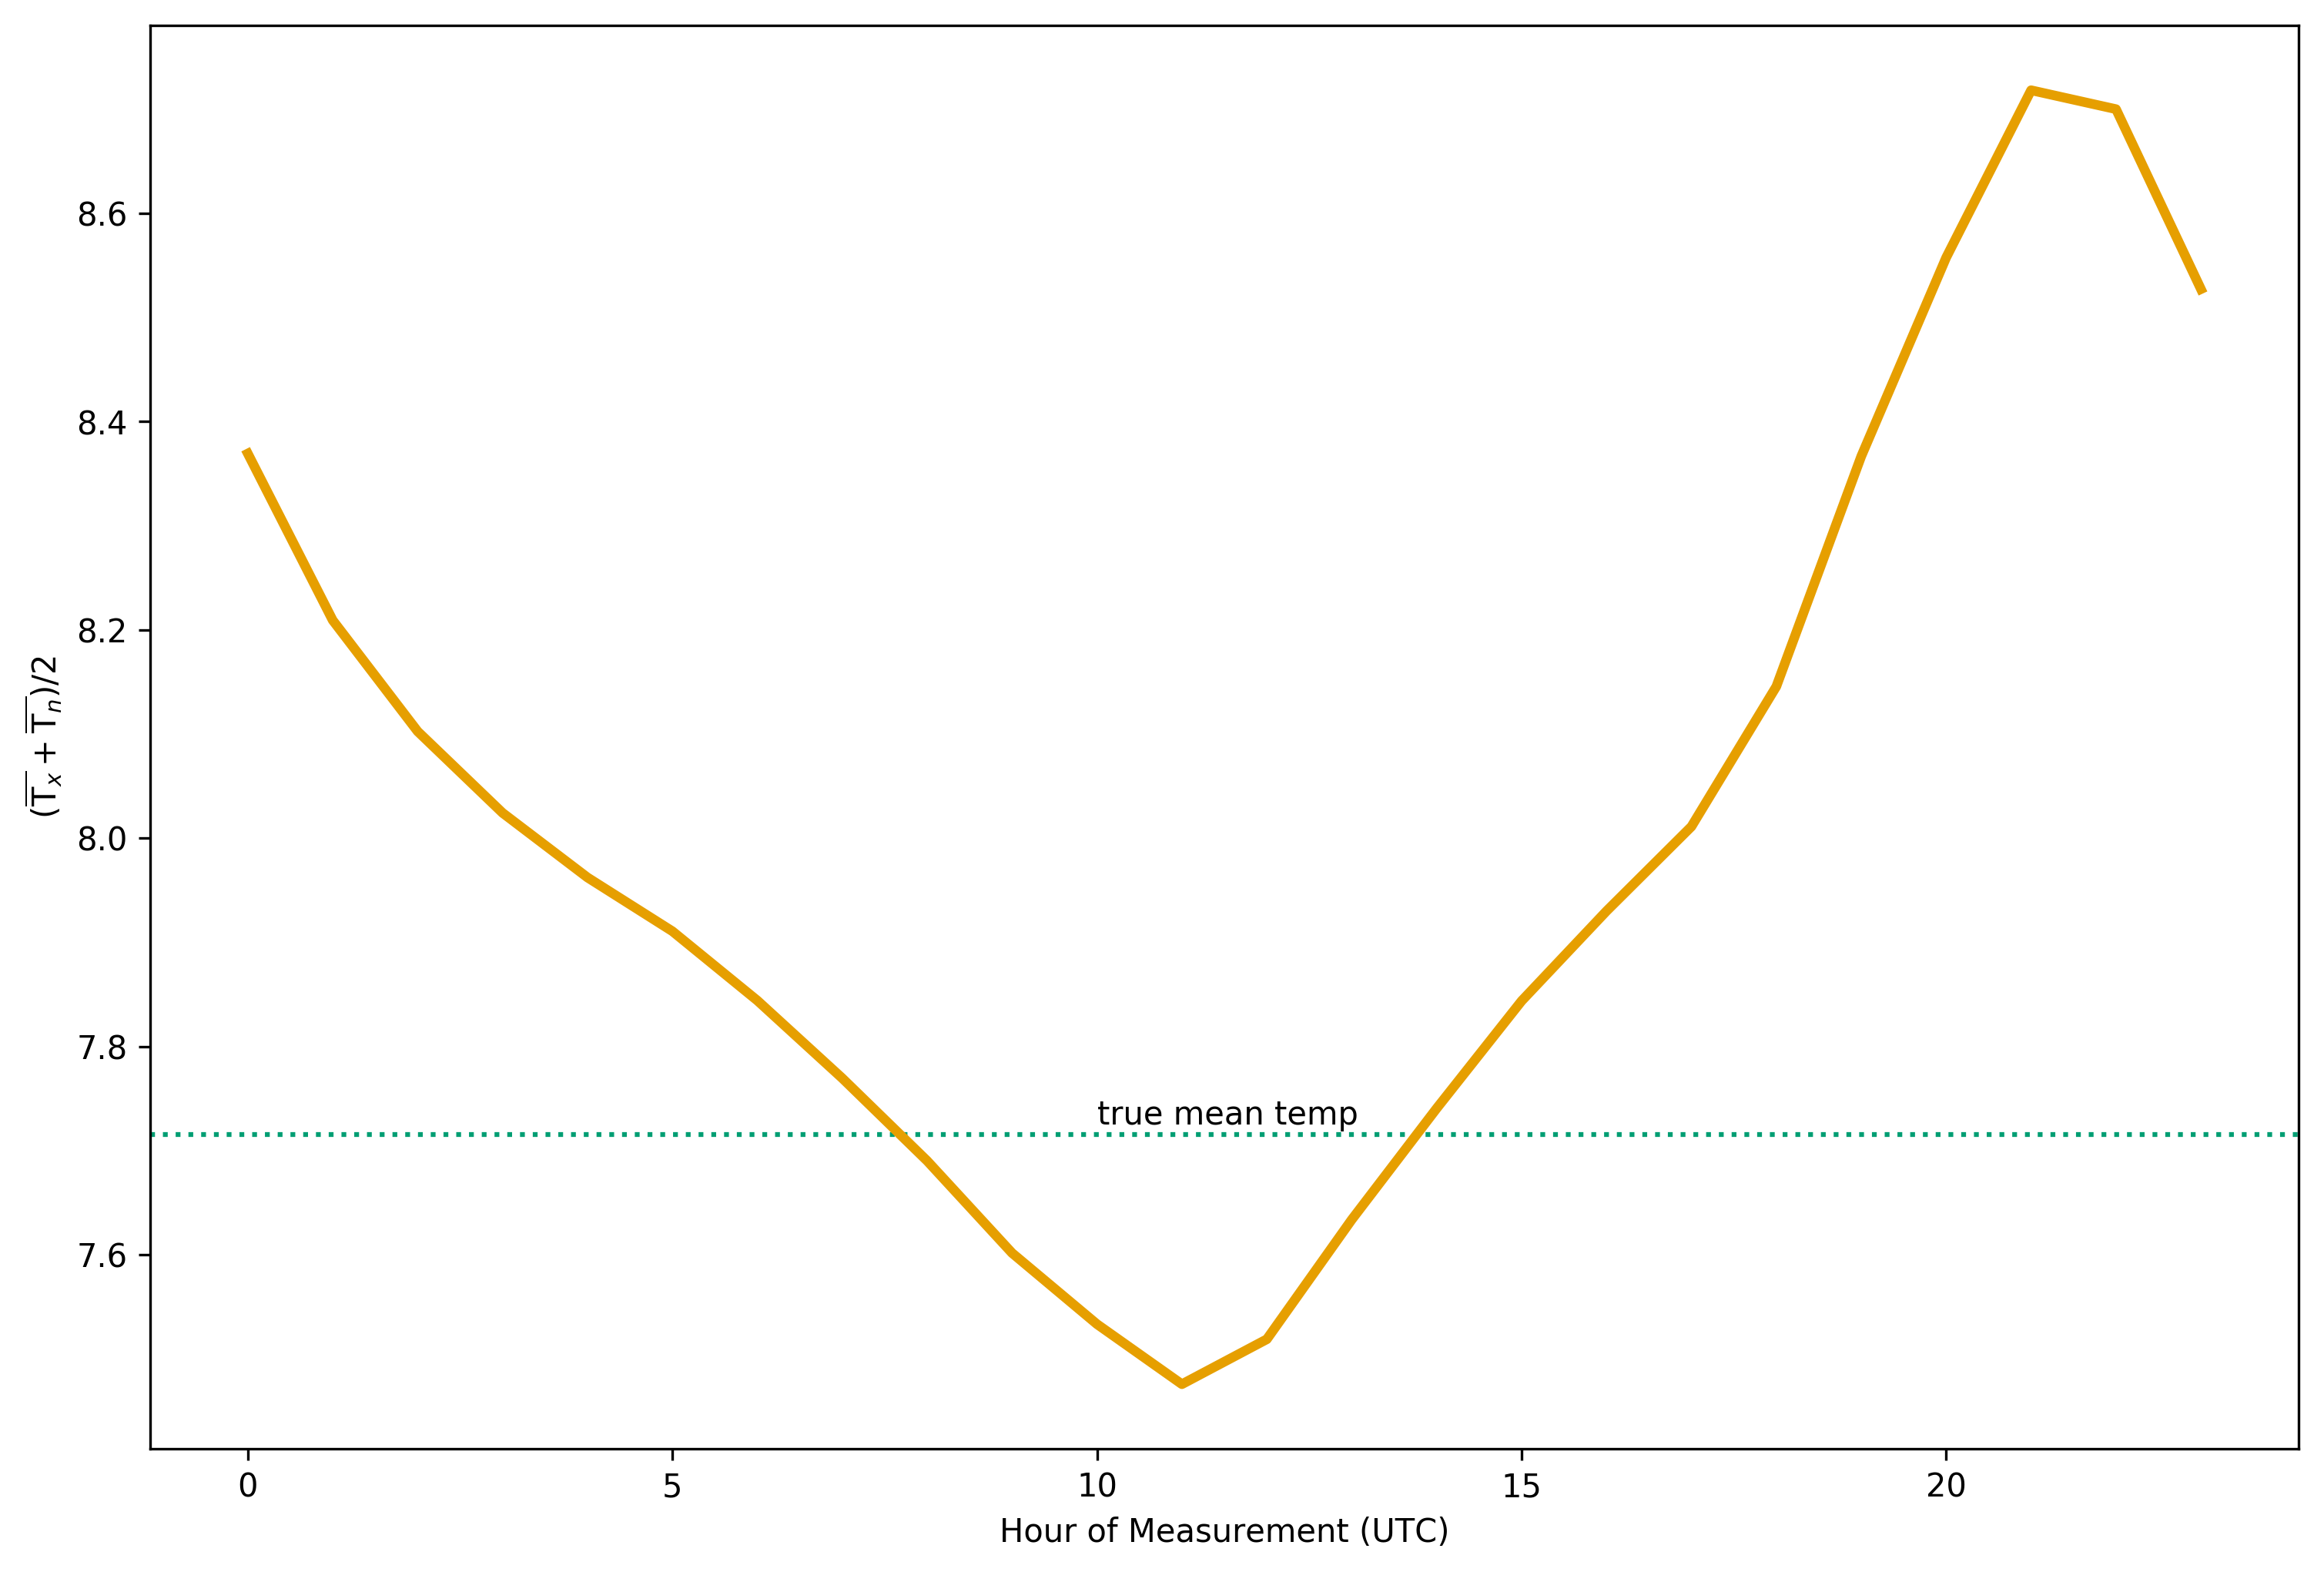 8.6
8.4
8.2
8.0
7.8
7.6
(T̅ₓ + T̅ₙ)/2
true mean temp
0 5 10 15 20
Hour of Measurement (UTC)